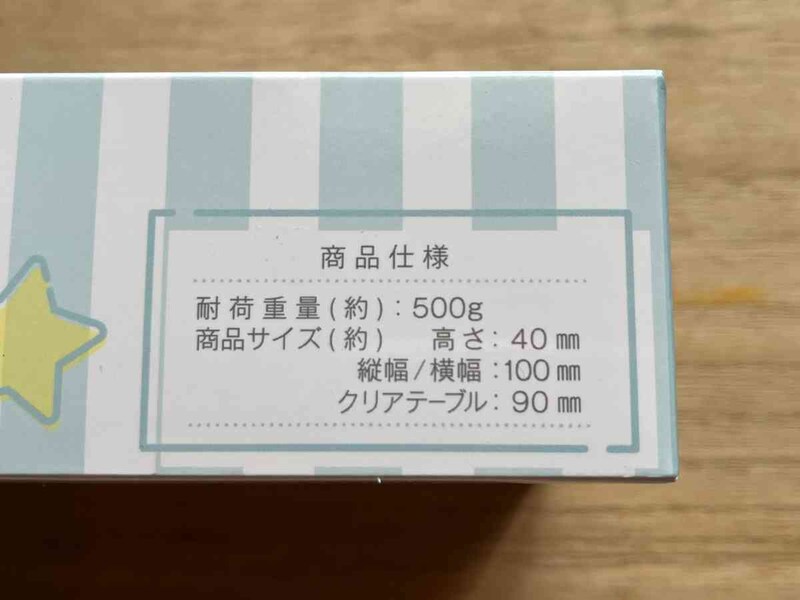 商品仕様
耐荷重量(約):500g
商品サイズ(約) 高さ:40㎜
縦幅/横幅:100㎜
クリアテーブル:90㎜